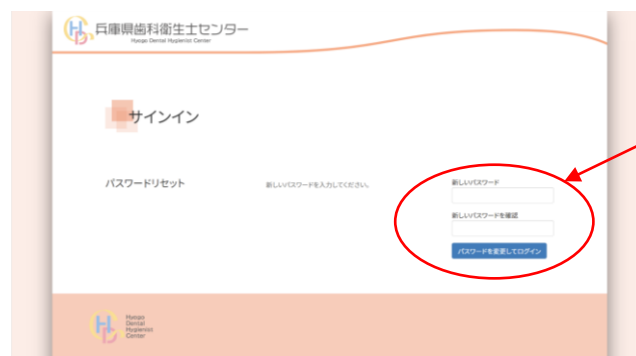 兵庫県歯科衛生士センター
Hyogo Dental Hygienist Center
サインイン
パスワードリセット
新しいパスワードを入力してください。
新しいパスワード
新しいパスワードを確認
パスワードを変更してログイン
Hyogo
Dental
Hygienist
Center